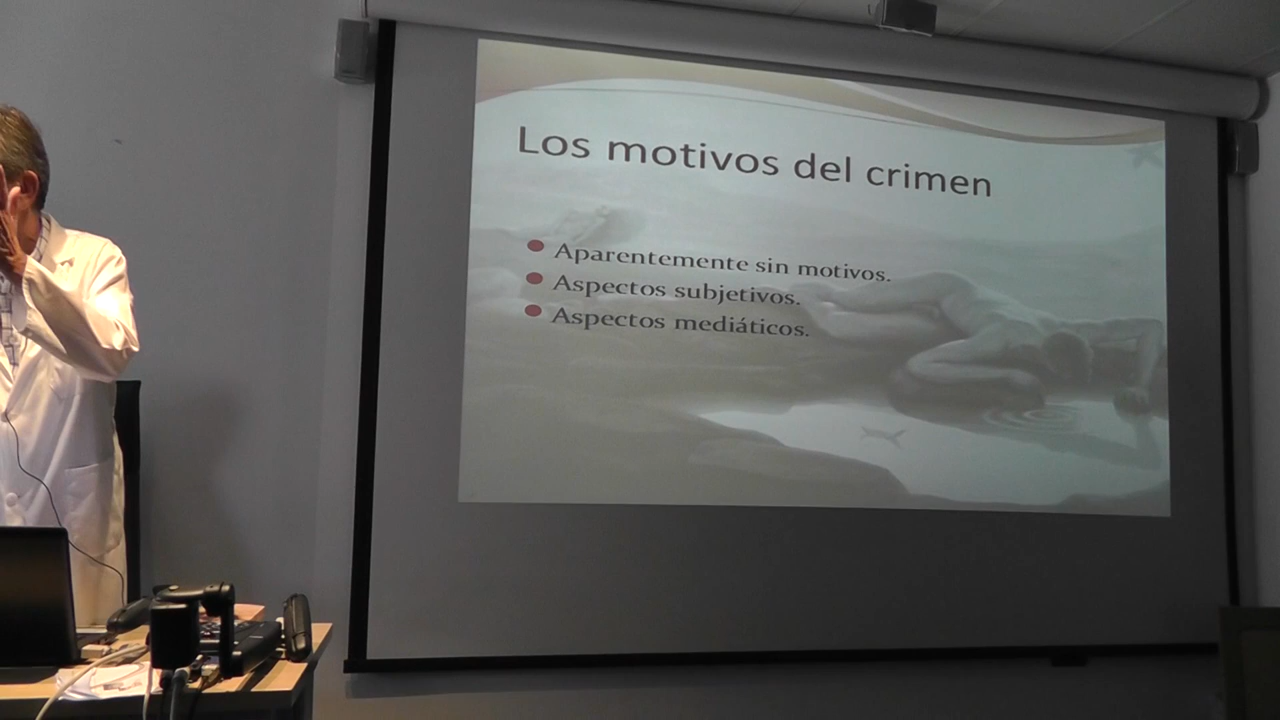 Los motivos del crimen
Aparentemente sin motivos.
Aspectos subjetivos.
Aspectos mediáticos.